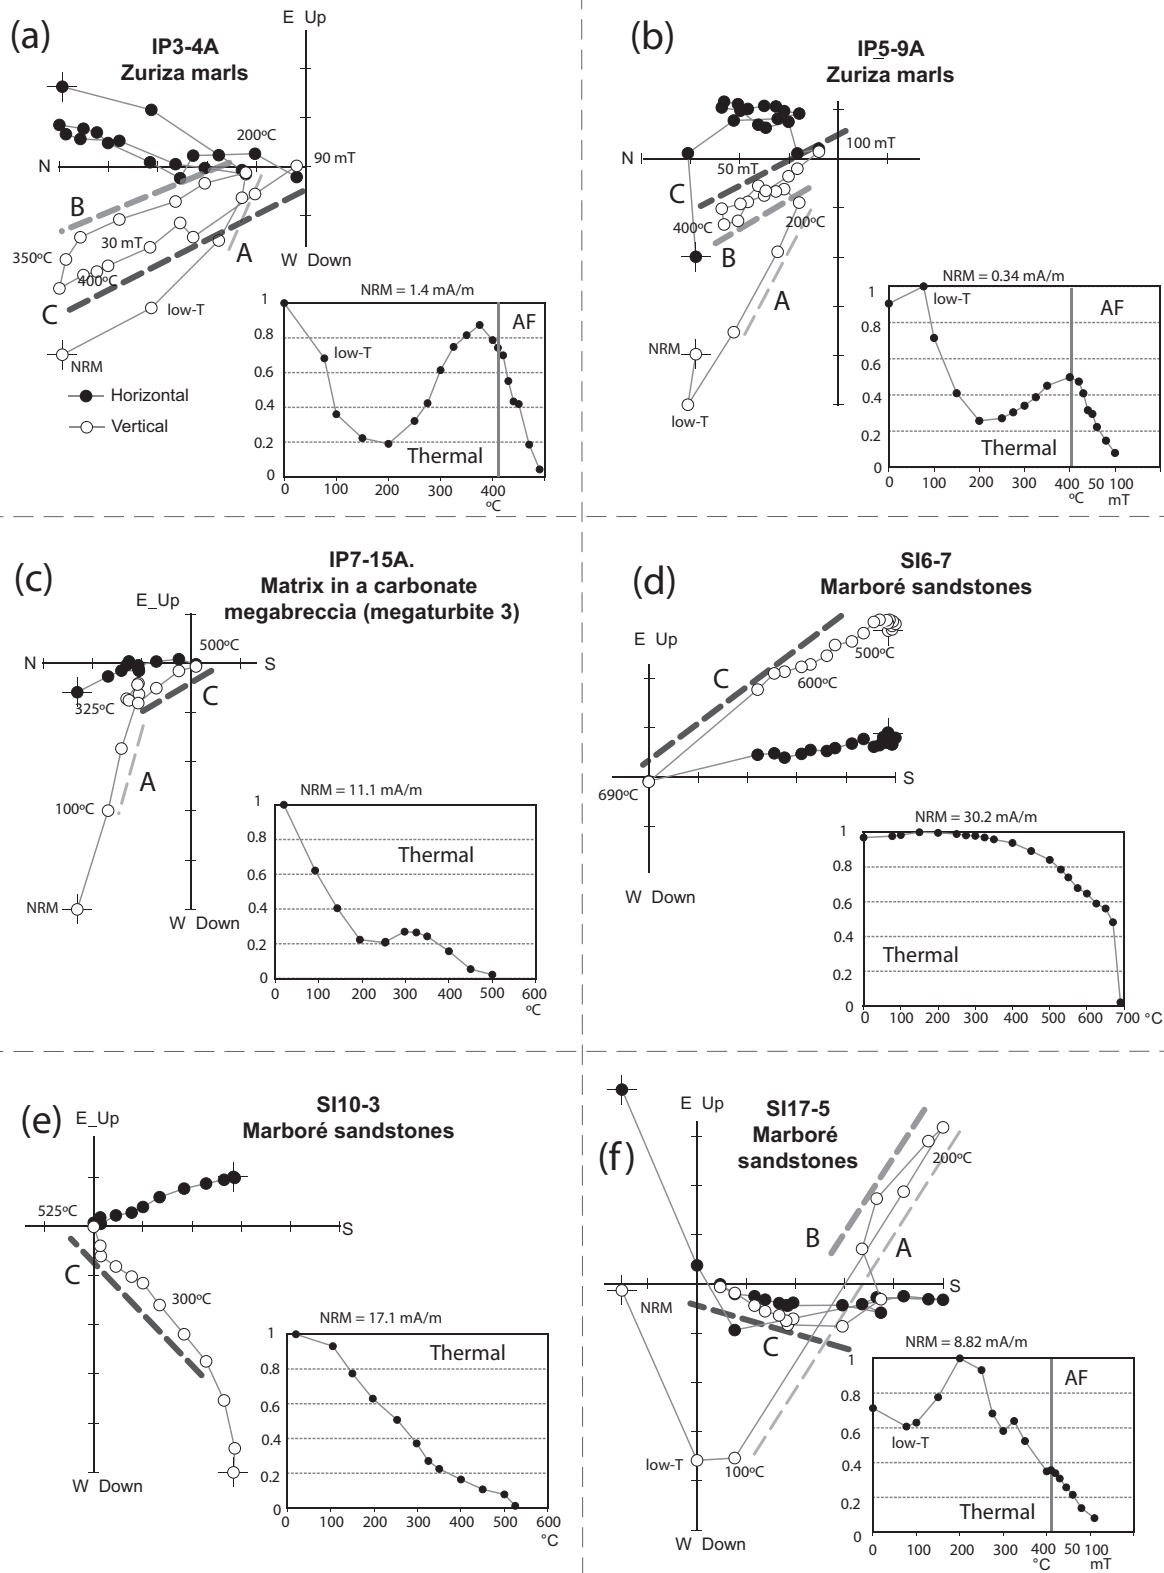 (a)
E Up
IP3-4A
Zuriza marls
200ºC
N
90 mT
B
30 mT
350ºC
400ºC
A
W Down
C
low-T
NRM
Horizontal
Vertical
NRM = 1.4 mA/m
1
0.8
0.6
0.4
0.2
0
low-T
AF
Thermal
0 100 200 300 400
ºC
(b)
IP5-9A
Zuriza marls
N
100 mT
50 mT
C
400ºC
200ºC
B
A
NRM
low-T
NRM = 0.34 mA/m
1
0.8
0.6
0.4
0.2
0
low-T
AF
Thermal
0 100 200 300 400 50 100
ºC mT
(c)
IP7-15A.
Matrix in a carbonate
megabreccia (megaturbite 3)
E_Up
500ºC
N
S
325ºC
C
A
100ºC
NRM
W Down
NRM = 11.1 mA/m
1
0.8
0.6
0.4
0.2
0
Thermal
0 100 200 300 400 500 600
ºC
(d)
SI6-7
Marboré sandstones
E Up
500ºC
C
600ºC
S
690ºC
W Down
NRM = 30.2 mA/m
1
0.8
0.6
0.4
0.2
0
Thermal
0 100 200 300 400 500 600 700 °C
(e)
SI10-3
Marboré sandstones
E_Up
525ºC
S
C
300ºC
W Down
NRM = 17.1 mA/m
1
0.8
0.6
0.4
0.2
0
Thermal
0 100 200 300 400 500 600
°C
(f)
E Up
SI17-5
Marboré
sandstones
200ºC
B
A
S
NRM
C
low-T
100ºC
W Down
NRM = 8.82 mA/m
1
0.8
0.6
0.4
0.2
0
low-T
AF
Thermal
0 100 200 300 400 50 100
°C mT